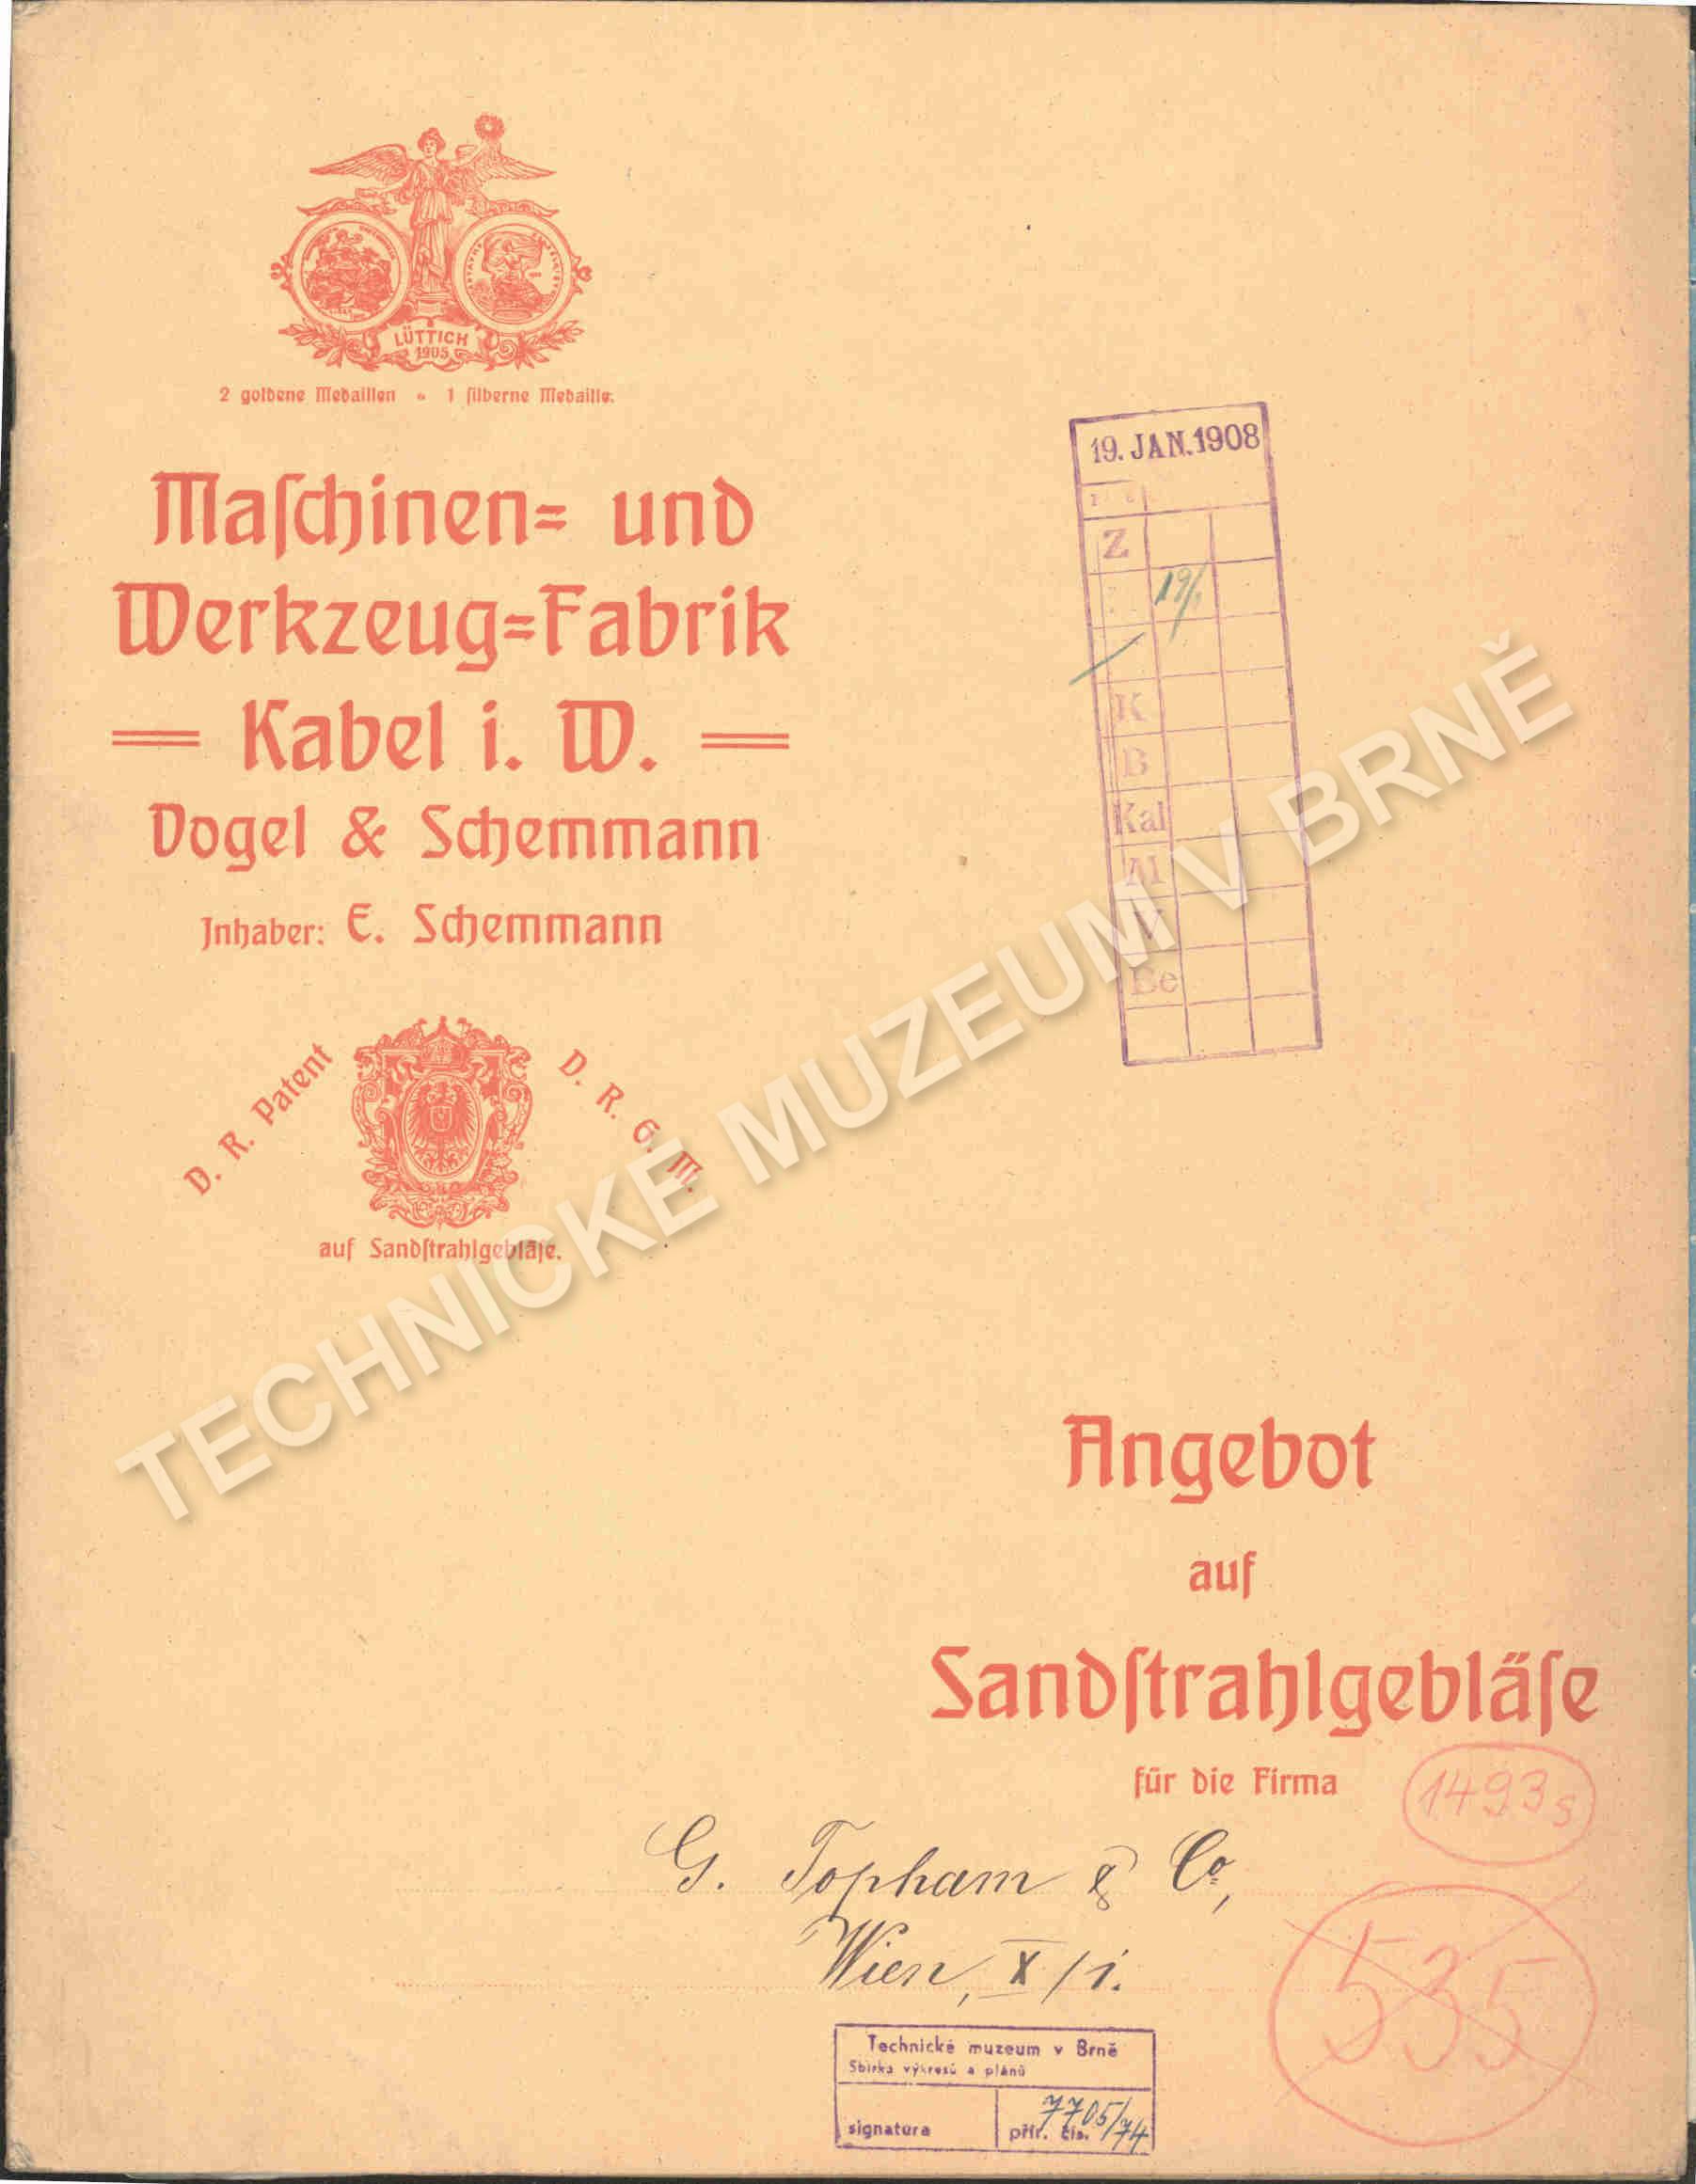 LÜTTICH
1905
2 goldene Medaillen • 1 ſilberne Medaille.
Maſchinen= und
Werkzeug=Fabrik
Kabel i. W.
Vogel & Schemmann
Inhaber: E. Schemmann
D. R. Patent
D. R. G. M.
auf Sandſtrahlgebläſe.
19. JAN. 1908
Z
19/1
K
B
Kal
M
V
Be
TECHNICKÉ MUZEUM V BRNĚ
Angebot
auf
Sandſtrahlgebläſe
für die Firma
1493s
G. Topham & Co,
Wien, X/1.
535
Technické muzeum v Brně
Sbírka výkresů a plánů
signatura
přír. čís. 7705/74